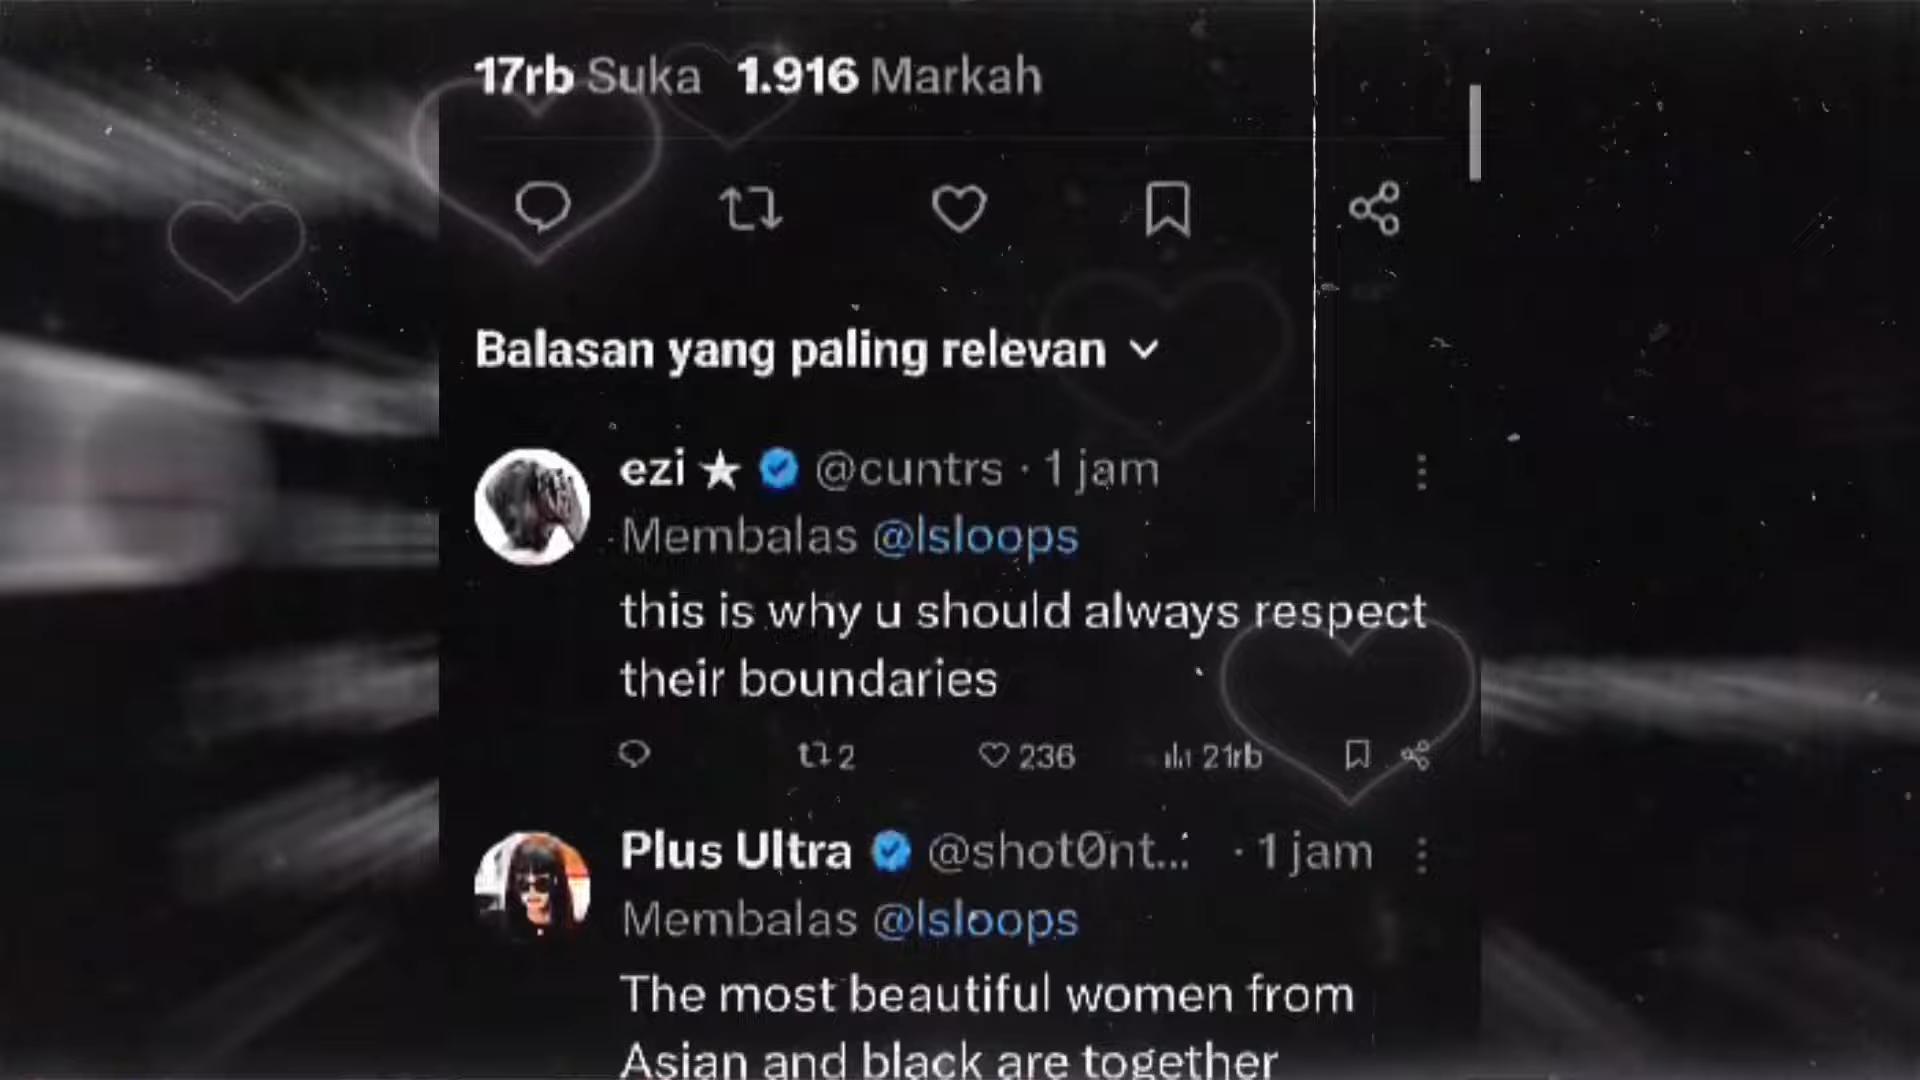 17rb Suka 1.916 Markah
Balasan yang paling relevan
ezi ★ @cuntrs · 1 jam
Membalas @lsloops
this is why u should always respect
their boundaries
2 236 21rb
Plus Ultra @shot0nt... · 1 jam
Membalas @lsloops
The most beautiful women from
Asian and black are together